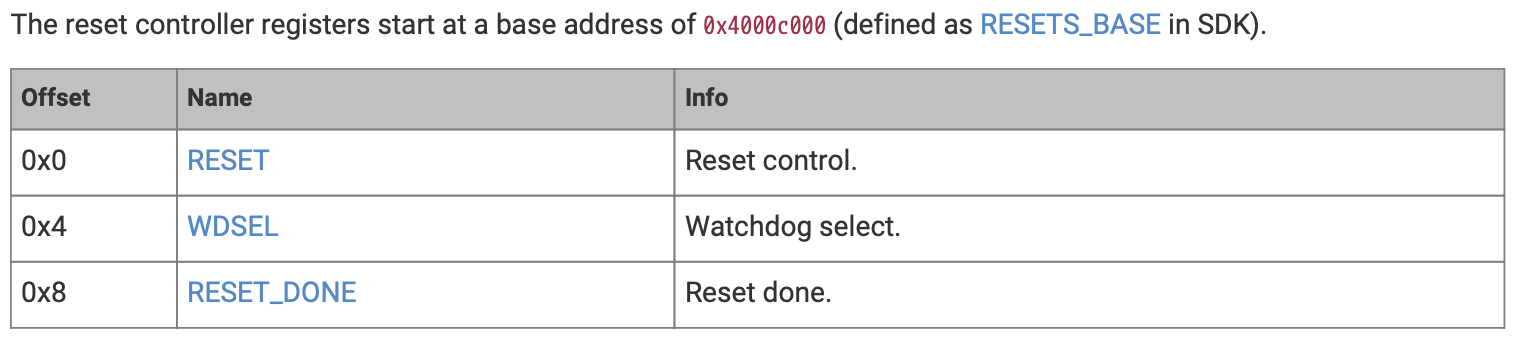 The reset controller registers start at a base address of 0x4000c000 (defined as RESETS_BASE in SDK).
Offset Name Info
0x0 RESET Reset control.
0x4 WDSEL Watchdog select.
0x8 RESET_DONE Reset done.